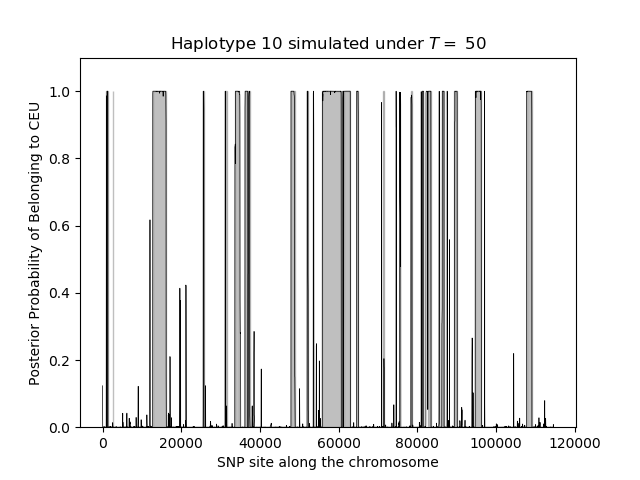 Haplotype 10 simulated under T = 50
Posterior Probability of Belonging to CEU
1.0
0.8
0.6
0.4
0.2
0.0
0 20000 40000 60000 80000 100000 120000
SNP site along the chromosome